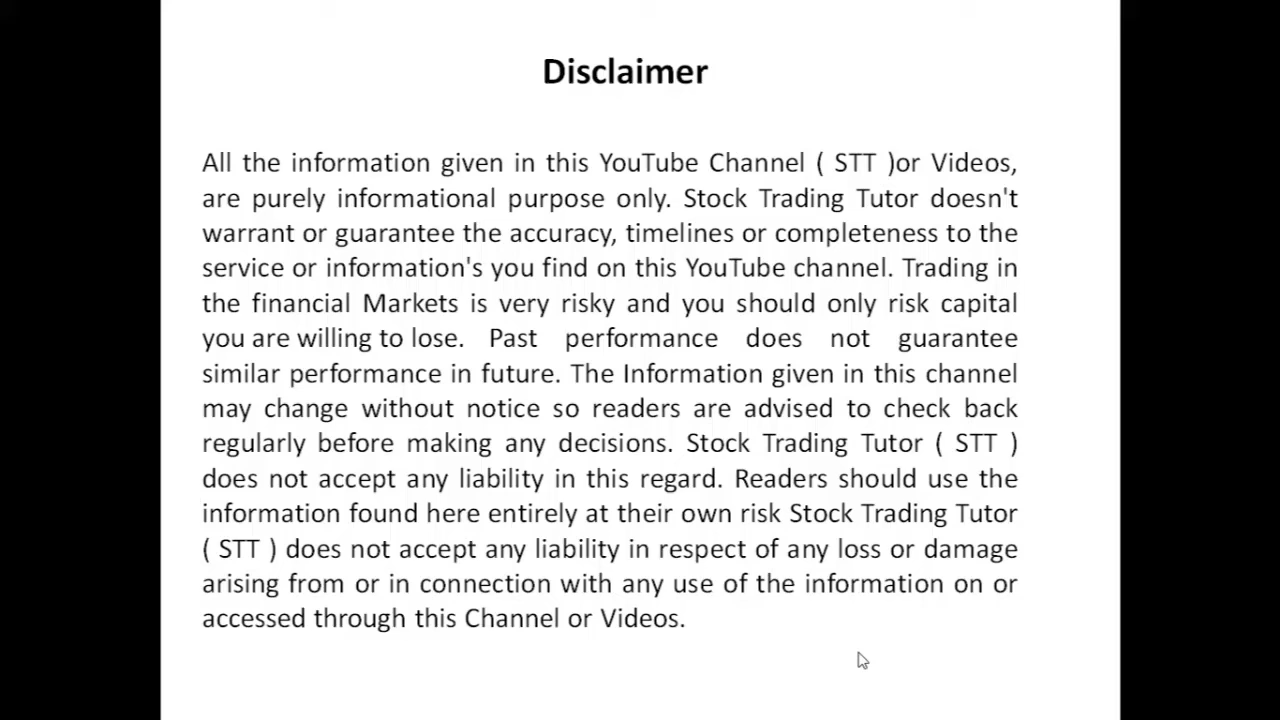 Disclaimer
All the information given in this YouTube Channel ( STT )or Videos,
are purely informational purpose only. Stock Trading Tutor doesn't
warrant or guarantee the accuracy, timelines or completeness to the
service or information's you find on this YouTube channel. Trading in
the financial Markets is very risky and you should only risk capital
you are willing to lose. Past performance does not guarantee
similar performance in future. The Information given in this channel
may change without notice so readers are advised to check back
regularly before making any decisions. Stock Trading Tutor ( STT )
does not accept any liability in this regard. Readers should use the
information found here entirely at their own risk Stock Trading Tutor
( STT ) does not accept any liability in respect of any loss or damage
arising from or in connection with any use of the information on or
accessed through this Channel or Videos.